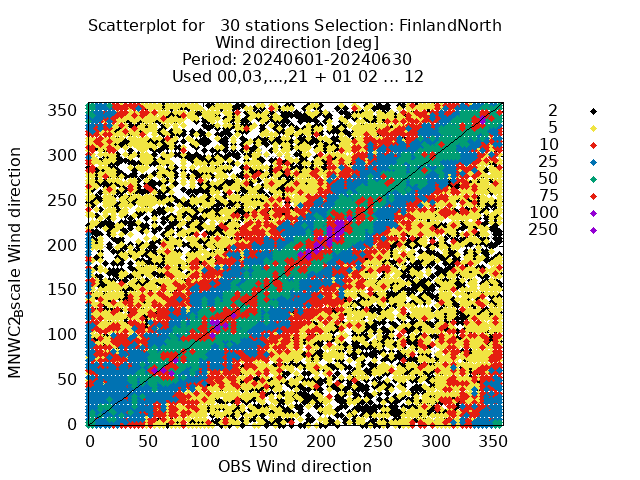 Scatterplot for   30 stations Selection: FinlandNorth
Wind direction [deg]
Period: 20240601-20240630
Used 00,03,...,21 + 01 02 ... 12
350
300
250
200
150
100
50
0
MNWC2Bscale Wind direction
0 50 100 150 200 250 300 350
OBS Wind direction
2
5
10
25
50
75
100
250